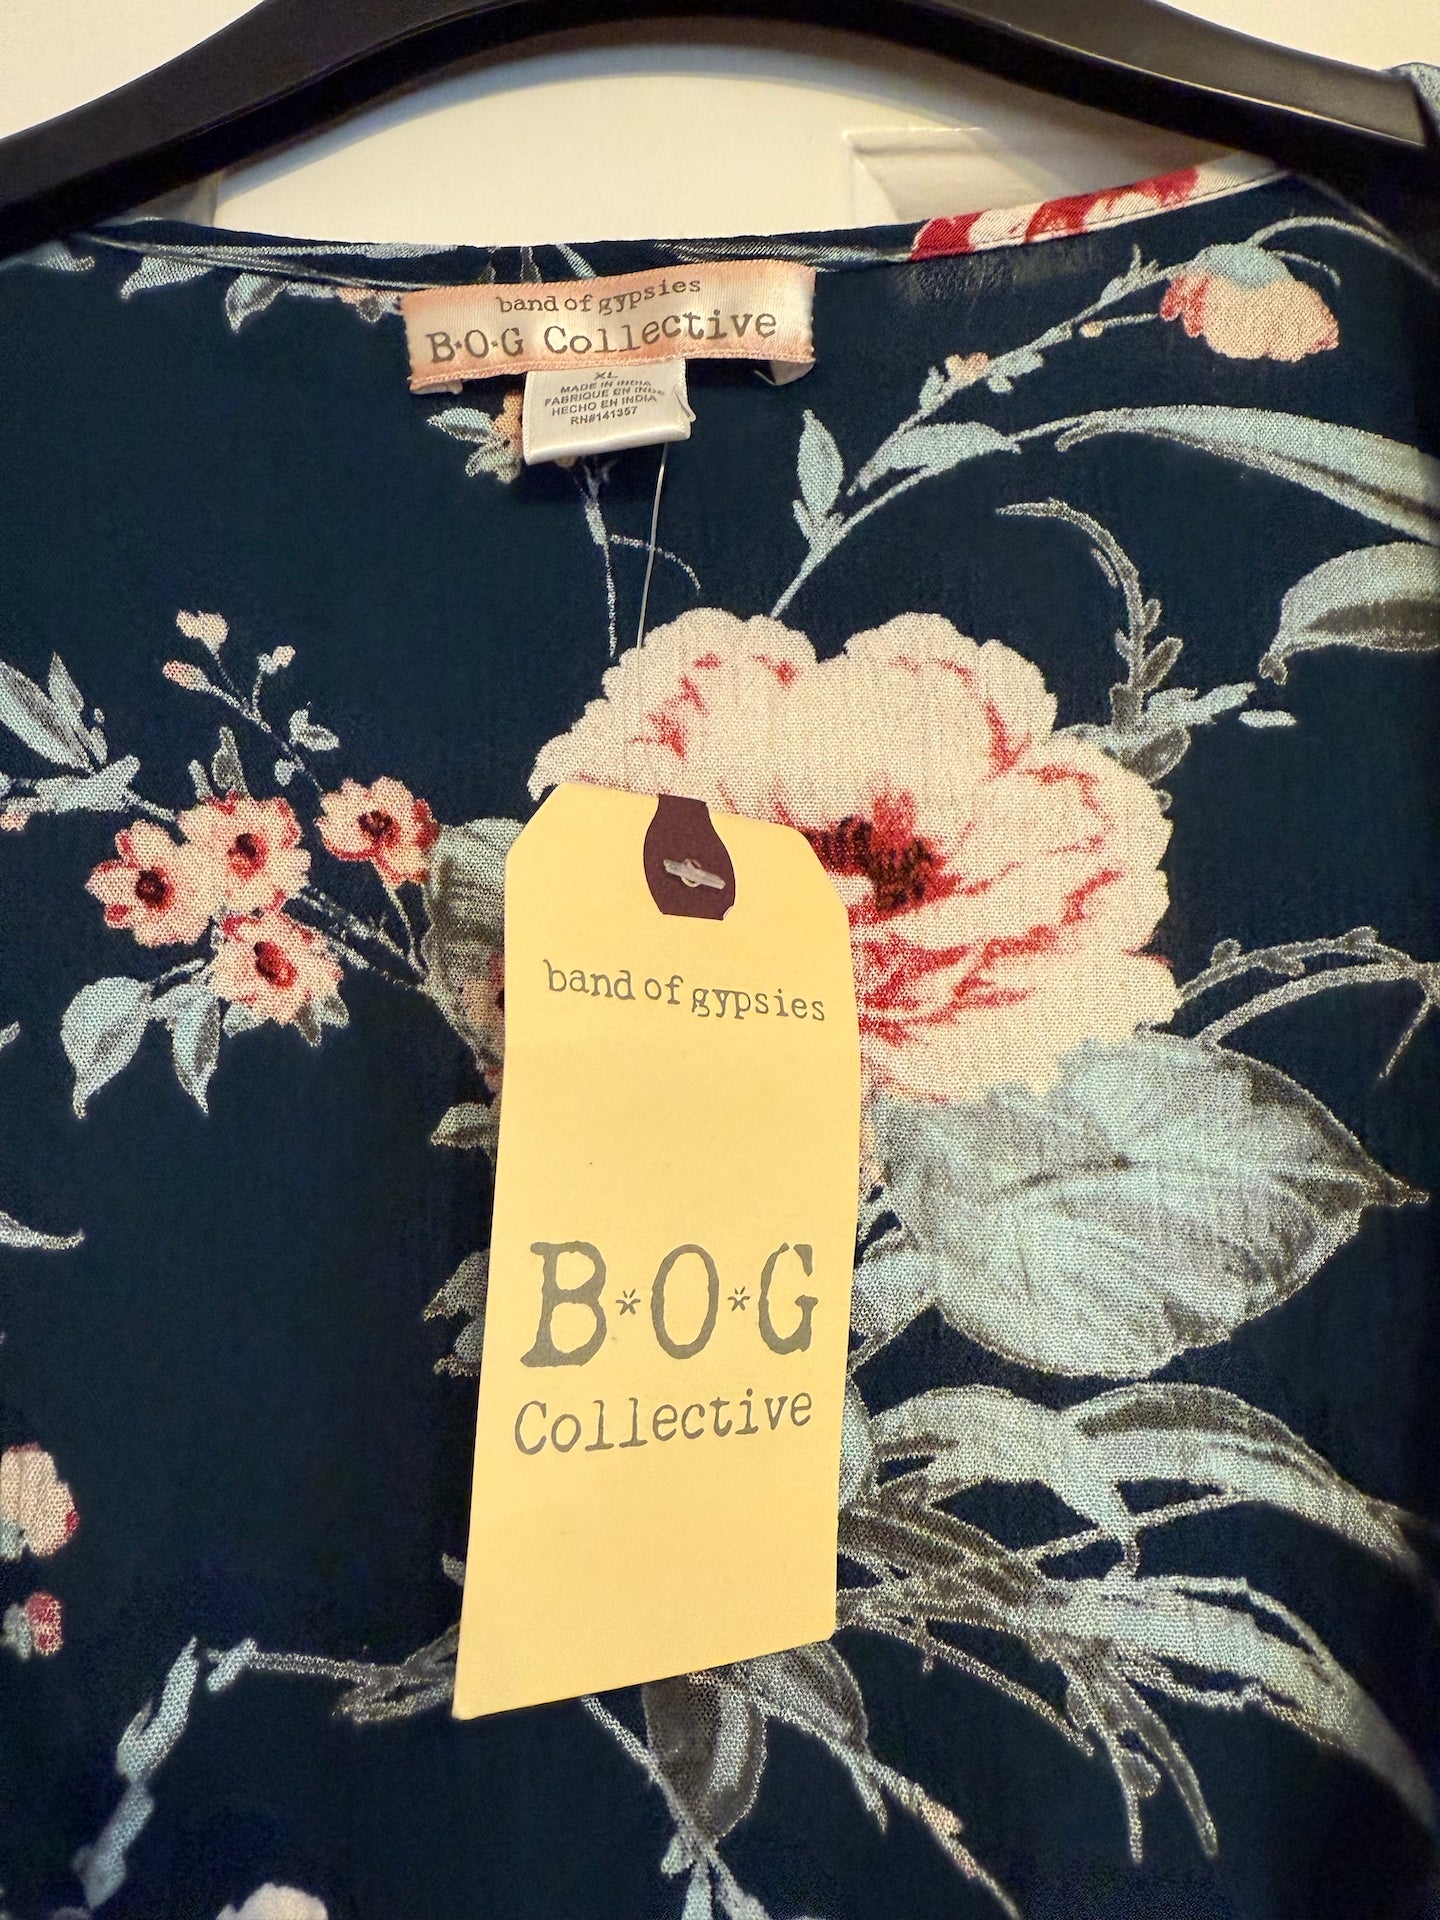 band of gypsies
B·O·G Collective
XL
MADE IN INDIA
FABRIQUE EN INDE
HECHO EN INDIA
RN#141357
band of gypsies
B*O*G
Collective